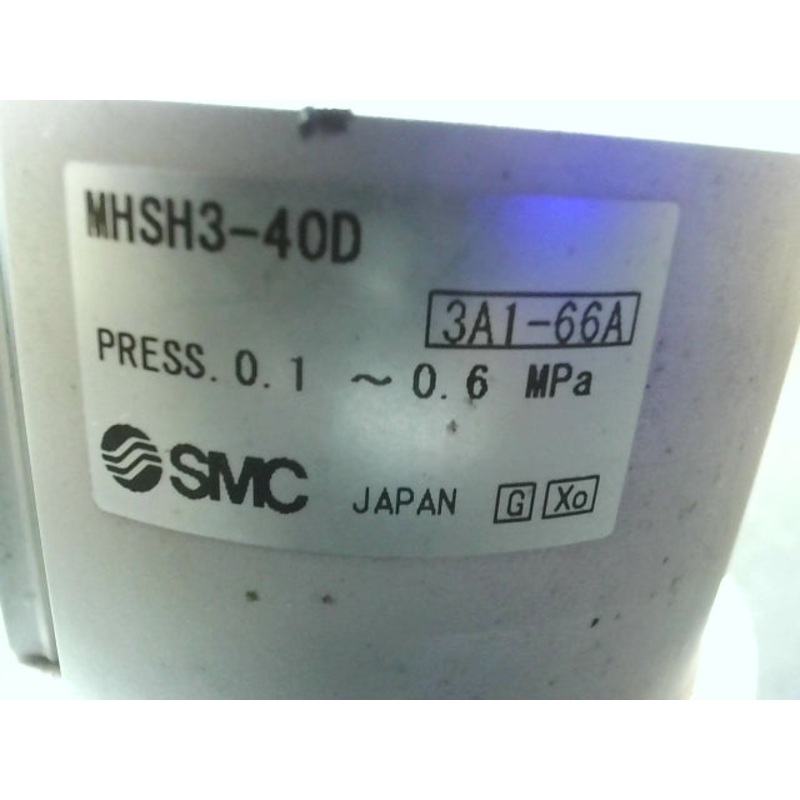 MHSH3-40D
3A1-66A
PRESS. 0.1 ~ 0.6 MPa
SMC JAPAN G Xo